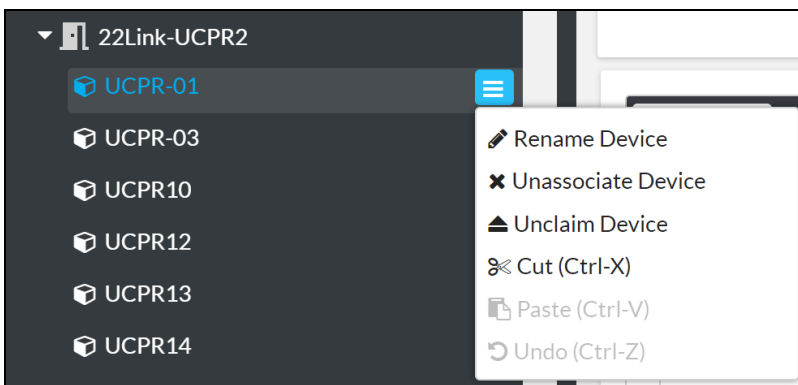 22Link-UCPR2
UCPR-01
UCPR-03
UCPR10
UCPR12
UCPR13
UCPR14
Rename Device
Unassociate Device
Unclaim Device
Cut (Ctrl-X)
Paste (Ctrl-V)
Undo (Ctrl-Z)